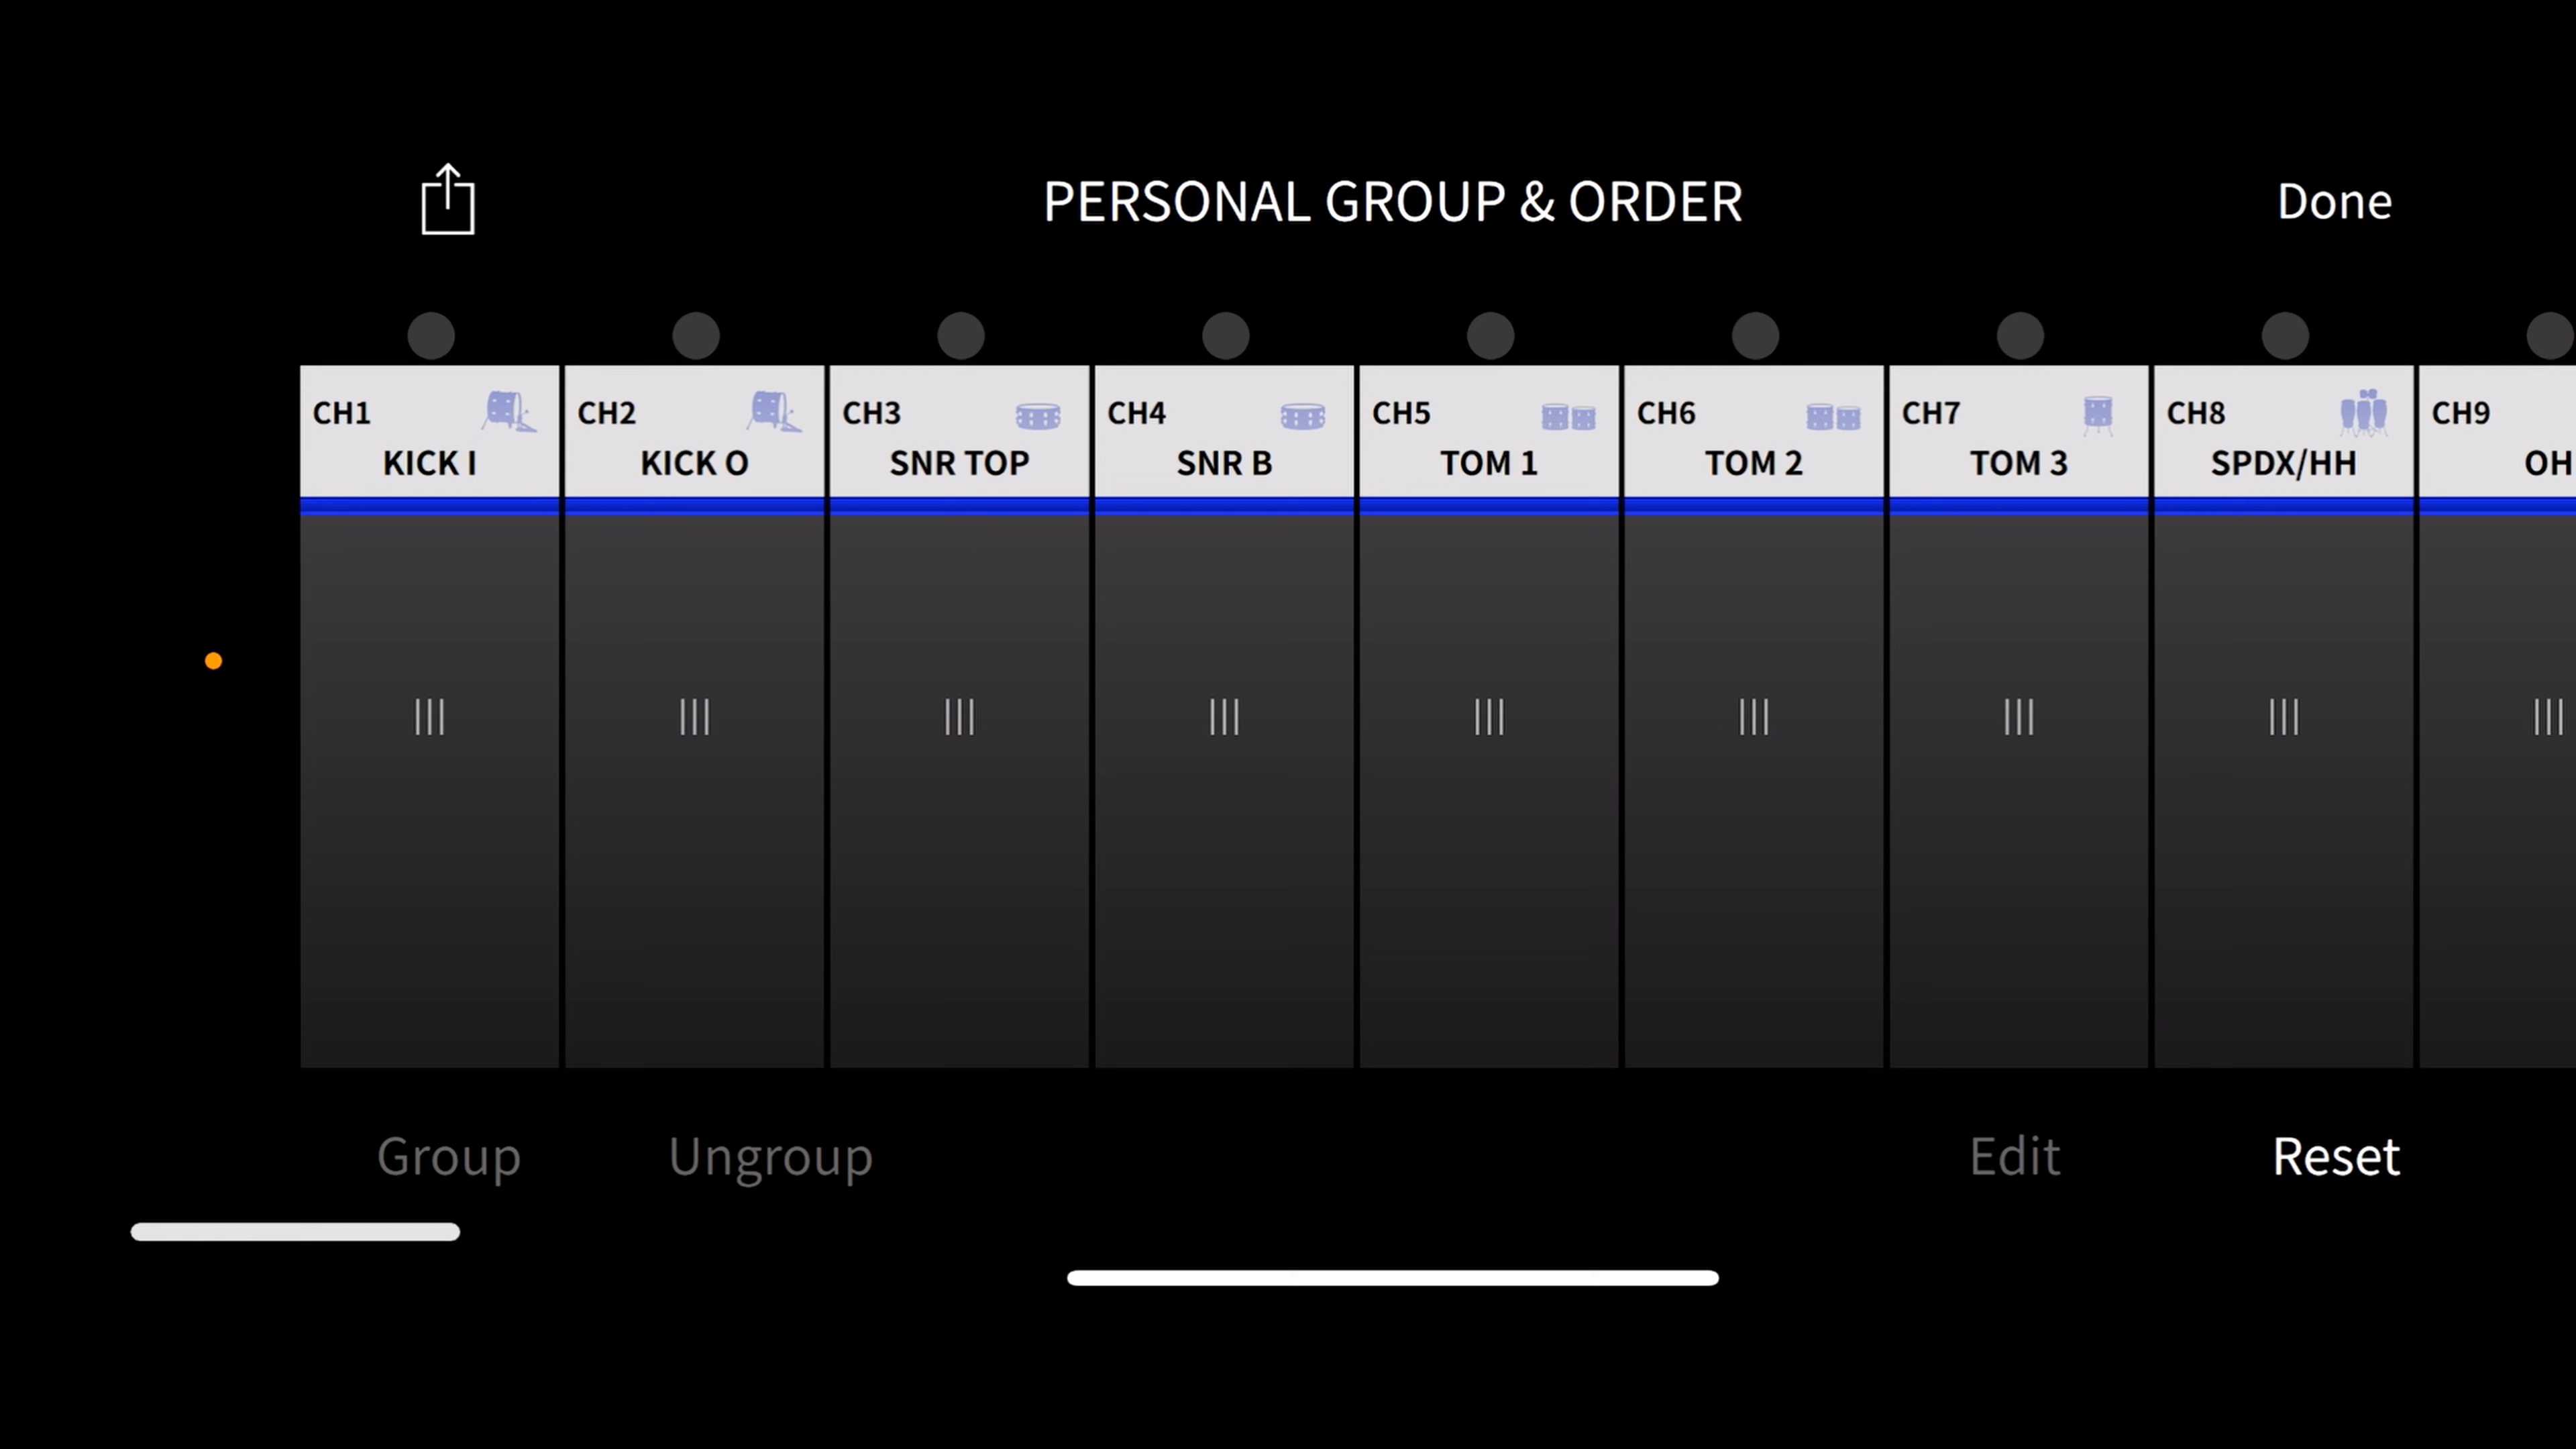 PERSONAL GROUP & ORDER
Done
CH1
KICK I
CH2
KICK O
CH3
SNR TOP
CH4
SNR B
CH5
TOM 1
CH6
TOM 2
CH7
TOM 3
CH8
SPDX/HH
CH9
OH
Group
Ungroup
Edit
Reset